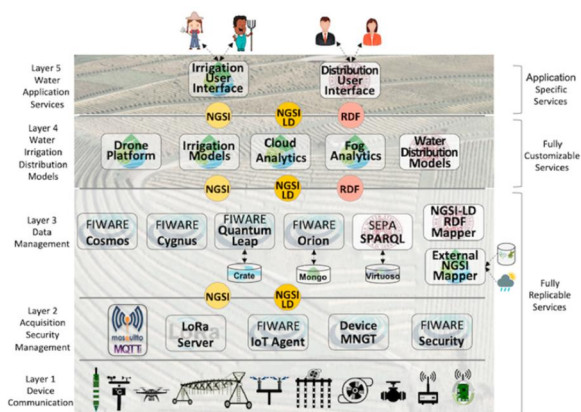 Layer 5
Water
Application
Services
Irrigation
User
Interface
Distribution
User
Interface
Application
Specific
Services
NGSI
NGSI
LD
RDF
Layer 4
Water
Irrigation
Distribution
Models
Drone
Platform
Irrigation
Models
Cloud
Analytics
Fog
Analytics
Water
Distribution
Models
Fully
Customizable
Services
NGSI
NGSI
LD
RDF
Layer 3
Data
Management
FIWARE
Cosmos
FIWARE
Cygnus
FIWARE
Quantum
Leap
FIWARE
Orion
SEPA
SPARQL
NGSI-LD
RDF
Mapper
External
NGSI
Mapper
Crate
Mongo
Virtuoso
Fully
Replicable
Services
NGSI
NGSI
LD
Layer 2
Acquisition
Security
Management
mosquitto
MQTT
LoRa
Server
FIWARE
IoT Agent
Device
MNGT
FIWARE
Security
Layer 1
Device
Communication